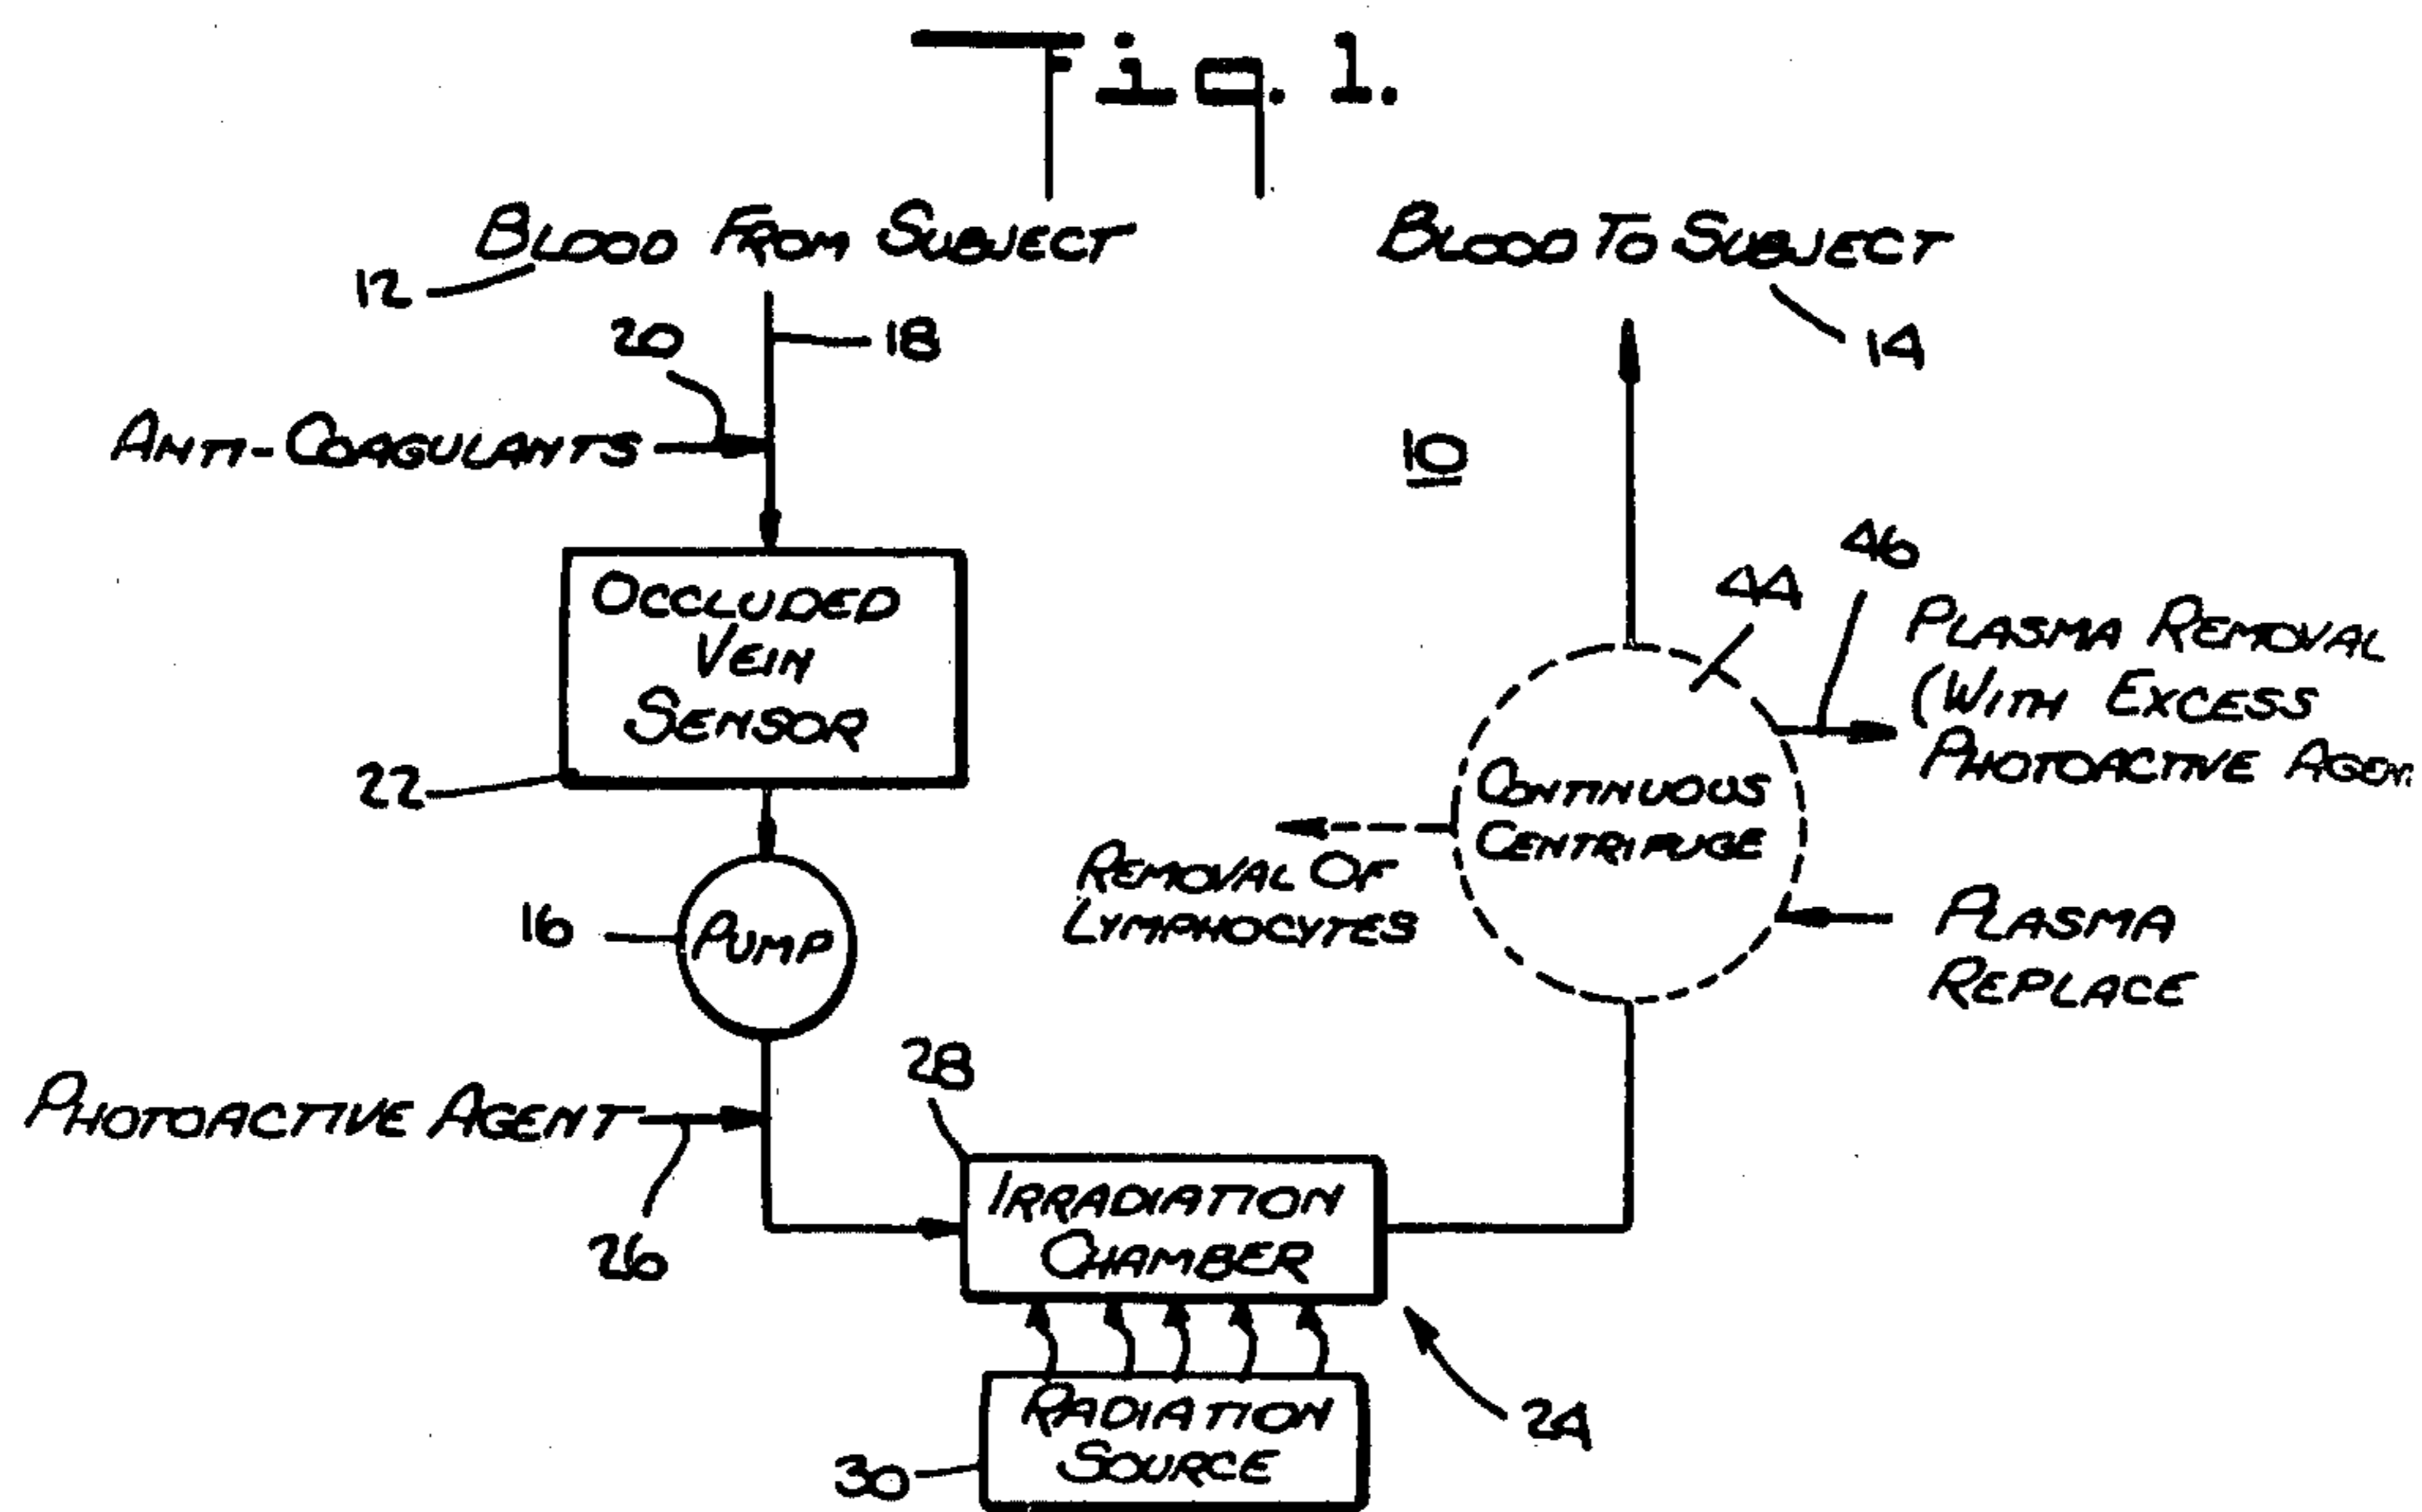 Fig. 1.
BLOOD FROM SUBJECT
BLOOD TO SUBJECT
12
14
20
18
ANTI-COAGULANTS
10
46
44
OCCLUDED
VEIN
SENSOR
PLASMA REMOVAL
(WITH EXCESS
PHOTOACTIVE AGEN
22
CONTINUOUS
CENTRIFUGE
REMOVAL OF
LYMPHOCYTES
16
PUMP
PLASMA
REPLACE
28
PHOTOACTIVE AGENT
26
IRRADIATION
CHAMBER
24
RADIATION
SOURCE
30